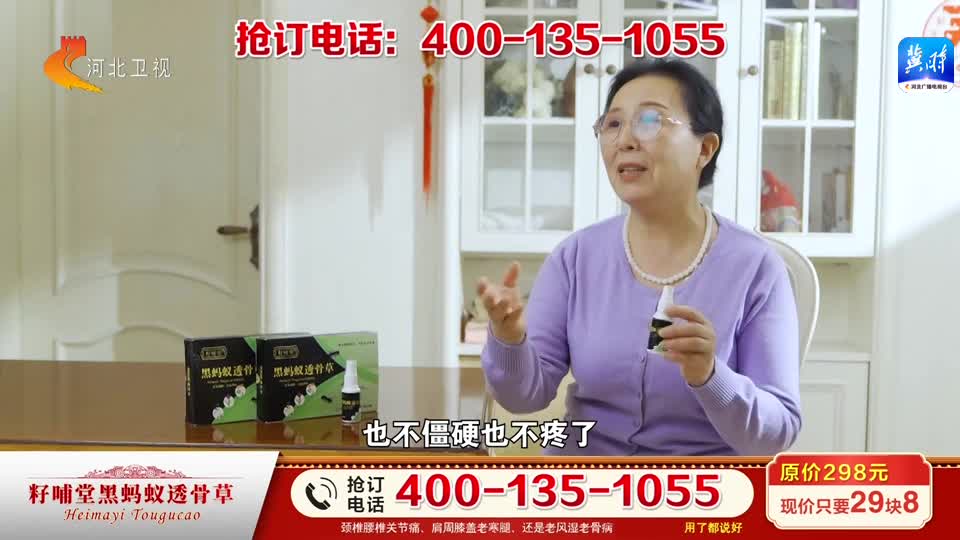 抢订电话：400-135-1055
河北卫视
冀时
河北广播电视台
黑蚂蚁透骨草
黑蚂蚁透骨草
也不僵硬也不疼了
籽哺堂黑蚂蚁透骨草
Heimayi Tougucao
抢订电话
400-135-1055
原价298元
现价只要29块8
颈椎腰椎关节痛、肩周膝盖老寒腿、还是老风湿老骨病
用了都说好